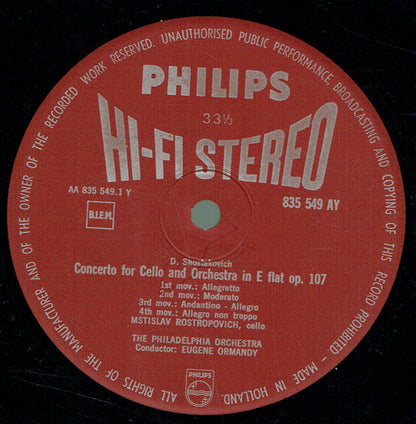 ALL RIGHTS OF THE MANUFACTURER AND OF THE OWNER OF THE RECORDED WORK RESERVED. UNAUTHORISED PUBLIC PERFORMANCE, BROADCASTING AND COPYING OF THIS RECORD PROHIBITED - MADE IN HOLLAND.
PHILIPS
33⅓
HI-FI STEREO
AA 835 549.1 Y
835 549 AY
B.I.E.M.
D. Shostakovich
Concerto for Cello and Orchestra in E flat op. 107
1st mov.: Allegretto
2nd mov.: Moderato
3rd mov.: Andantino - Allegro
4th mov.: Allegro non troppo
MSTISLAV ROSTROPOVICH, cello
THE PHILADELPHIA ORCHESTRA
Conductor: EUGENE ORMANDY
PHILIPS